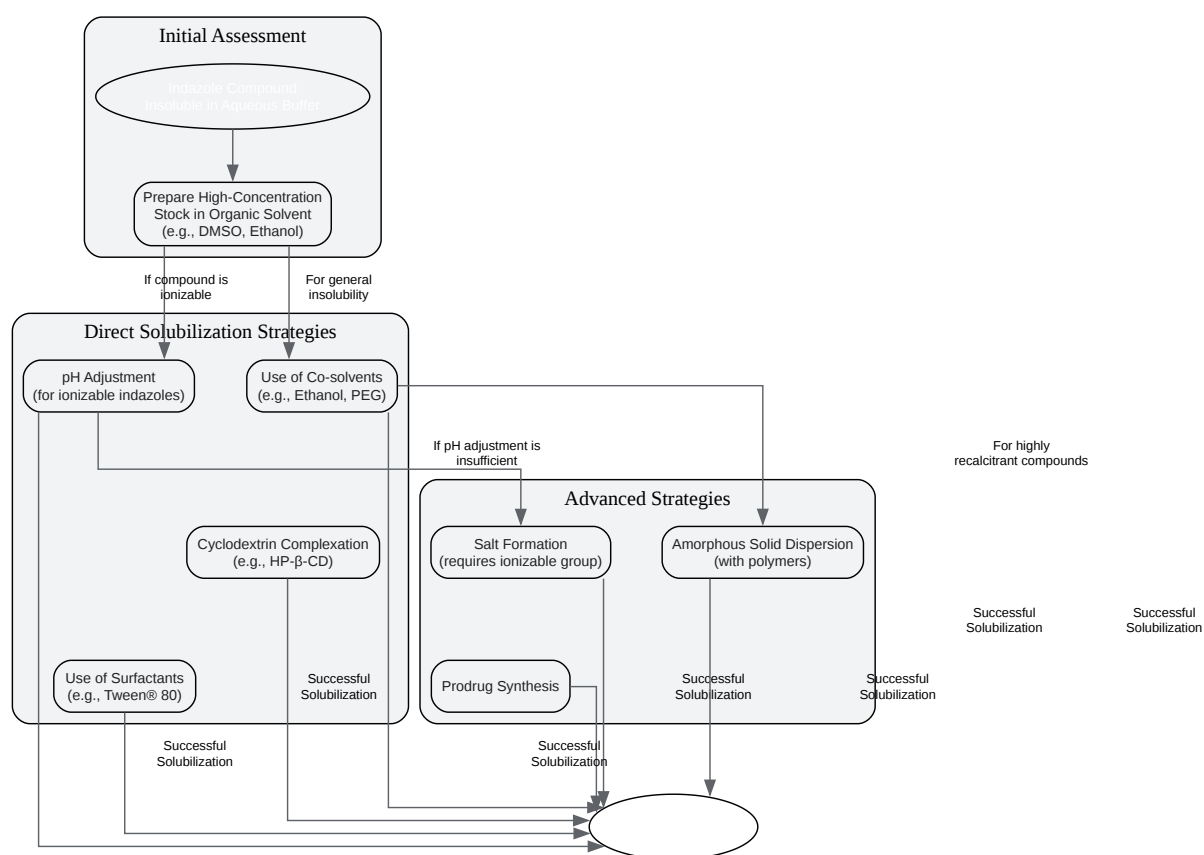 Initial Assessment
Indazole Compound
Insoluble in Aqueous Buffer
Prepare High-Concentration
Stock in Organic Solvent
(e.g., DMSO, Ethanol)
If compound is
ionizable
For general
insolubility
Direct Solubilization Strategies
pH Adjustment
(for ionizable indazoles)
Use of Co-solvents
(e.g., Ethanol, PEG)
If pH adjustment is
insufficient
For highly
recalcitrant compounds
Advanced Strategies
Cyclodextrin Complexation
(e.g., HP-β-CD)
Salt Formation
(requires ionizable group)
Amorphous Solid Dispersion
(with polymers)
Successful
Solubilization
Successful
Solubilization
Use of Surfactants
(e.g., Tween® 80)
Successful
Solubilization
Prodrug Synthesis
Successful
Solubilization
Successful
Solubilization
Successful
Solubilization
Successful
Solubilization